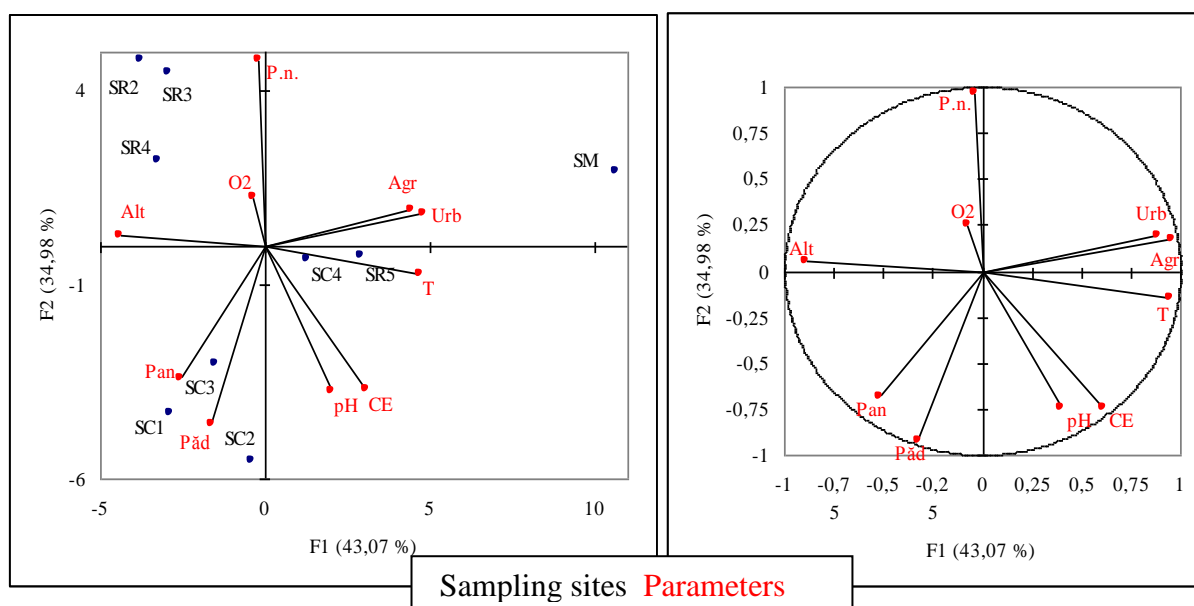 P.n.
SR2
SR3
4
SR4
SM
O2
Agr
Alt
Urb
SC4
SR5
T
-1
Pan
SC3
pH
CE
SC1
Păd
SC2
-6
-5
0
5
10
F2 (34,98 %)
F1 (43,07 %)
1
P.n.
0,75
0,5
0,25
O2
Urb
Alt
Agr
0
T
-0,25
-0,5
Pan
pH
CE
-0,75
Păd
-1
-1
-0,7
5
-0,5
-0,2
5
0
0,25
0,5
0,75
1
F2 (34,98 %)
F1 (43,07 %)
Sampling sites Parameters